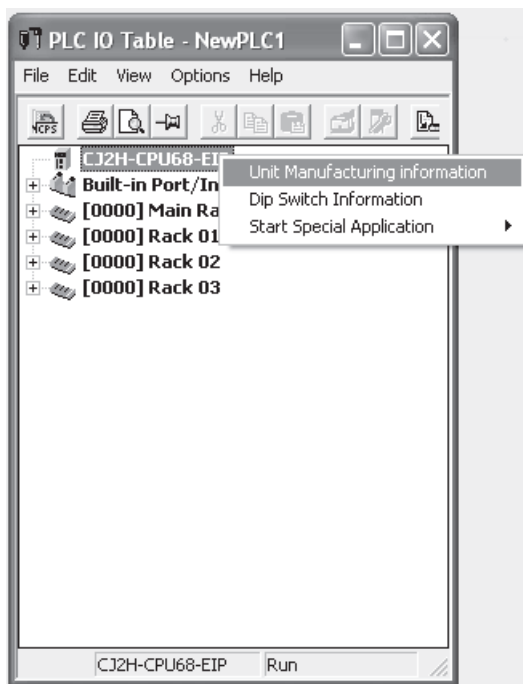 PLC IO Table - NewPLC1
File Edit View Options Help
NCPS
CJ2H-CPU68-EIP
Unit Manufacturing information
Built-in Port/In
Dip Switch Information
[0000] Main Ra
Start Special Application
[0000] Rack 01
[0000] Rack 02
[0000] Rack 03
CJ2H-CPU68-EIP Run